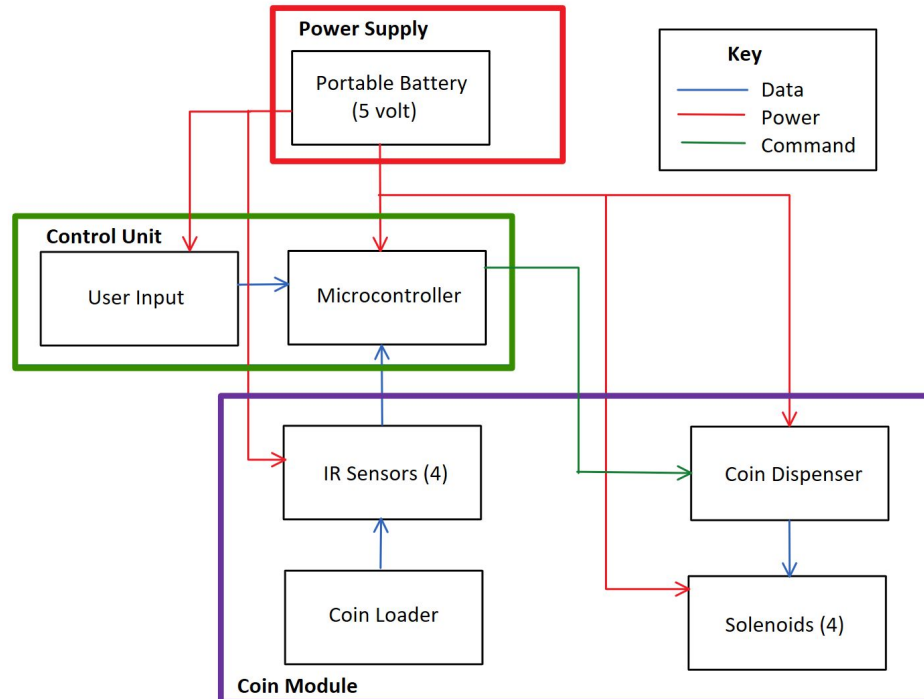 Power Supply
Portable Battery
(5 volt)
Key
Data
Power
Command
Control Unit
User Input
Microcontroller
IR Sensors (4)
Coin Dispenser
Coin Loader
Solenoids (4)
Coin Module